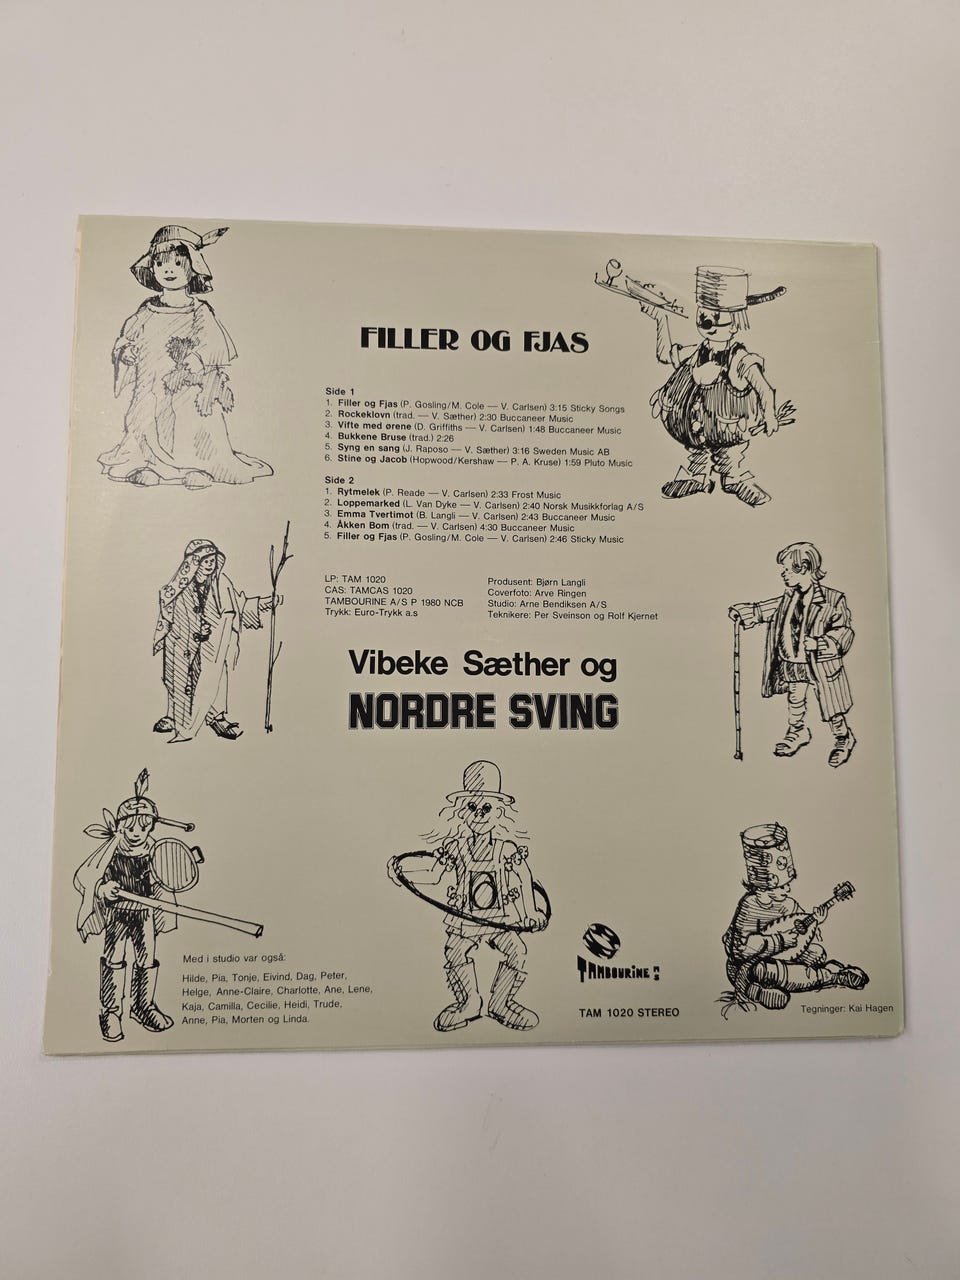 FILLER OG FJAS
Side 1
1. Filler og Fjas (P. Gosling/M. Cole — V. Carlsen) 3:15 Sticky Songs
2. Rockeklovn (trad. — V. Sæther) 2:30 Buccaneer Music
3. Vifte med ørene (D. Griffiths — V. Carlsen) 1:48 Buccaneer Music
4. Bukkene Bruse (trad.) 2:26
5. Syng en sang (J. Raposo — V. Sæther) 3:16 Sweden Music AB
6. Stine og Jacob (Hopwood/Kershaw — P. A. Kruse) 1:59 Pluto Music
Side 2
1. Rytmelek (P. Reade — V. Carlsen) 2:33 Frost Music
2. Loppemarked (L. Van Dyke — V. Carlsen) 2:40 Norsk Musikkforlag A/S
3. Emma Tvertimot (B. Langli — V. Carlsen) 2:43 Buccaneer Music
4. Åkken Bom (trad. — V. Carlsen) 4:30 Buccaneer Music
5. Filler og Fjas (P. Gosling/M. Cole — V. Carlsen) 2:46 Sticky Music
LP: TAM 1020
CAS: TAMCAS 1020
TAMBOURINE A/S P 1980 NCB
Trykk: Euro-Trykk a.s
Produsent: Bjørn Langli
Coverfoto: Arve Ringen
Studio: Arne Bendiksen A/S
Teknikere: Per Sveinson og Rolf Kjernet
Vibeke Sæther og
NORDRE SVING
Med i studio var også:
Hilde, Pia, Tonje, Eivind, Dag, Peter,
Helge, Anne-Claire, Charlotte, Ane, Lene,
Kaja, Camilla, Cecilie, Heidi, Trude,
Anne, Pia, Morten og Linda.
TAMBOURINE A/S
TAM 1020 STEREO
Tegninger: Kai Hagen